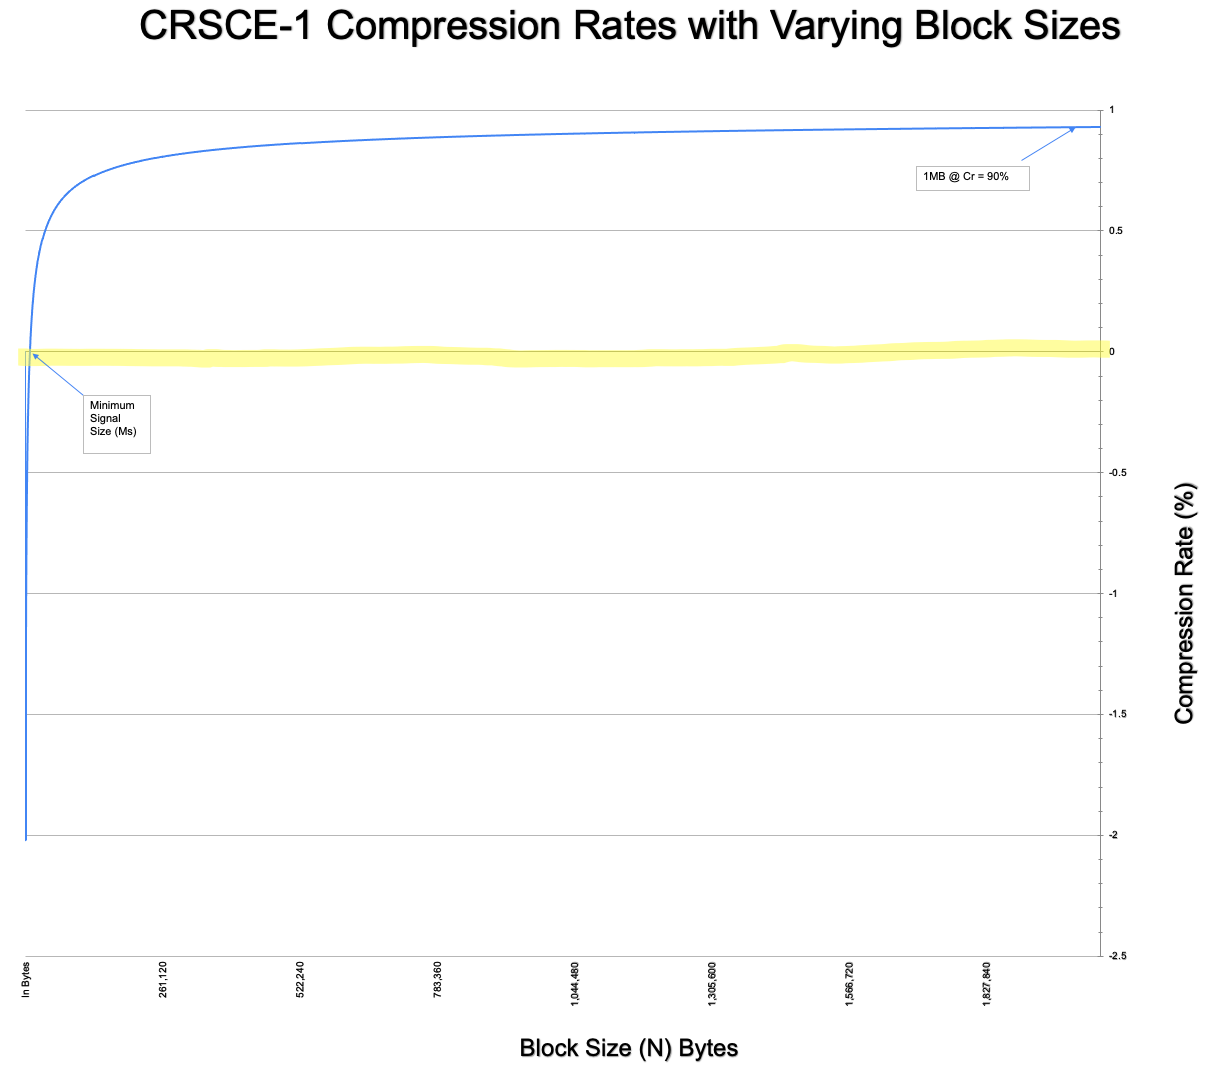 CRSCE-1 Compression Rates with Varying Block Sizes
1
1MB @ Cr = 90%
0.5
0
Minimum
Signal
Size (Ms)
-0.5
-1
-1.5
-2
-2.5
Compression Rate (%)
In Bytes
261,120
522,240
783,360
1,044,480
1,305,600
1,566,720
1,827,840
Block Size (N) Bytes